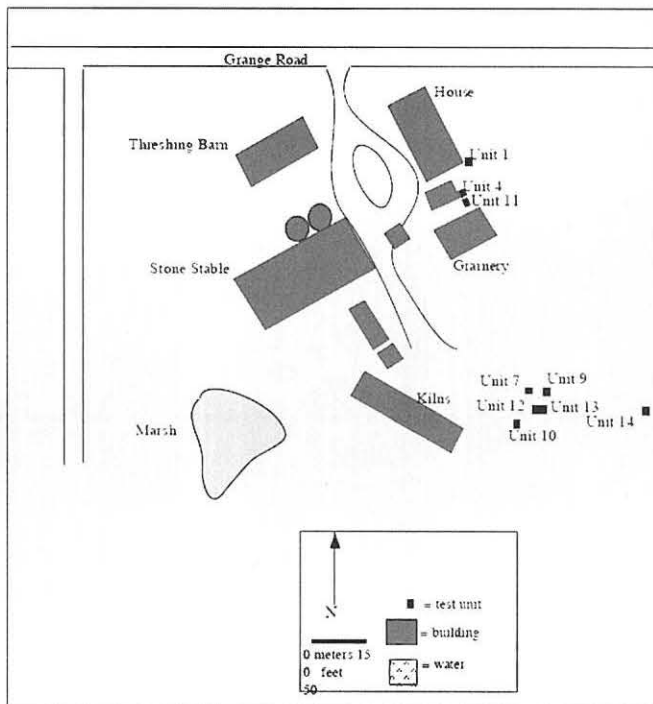 Grange Road
House
Threshing Barn
Unit 1
Unit 4
Unit 11
Stone Stable
Grainery
Unit 7
Unit 9
Kilns
Unit 12
Unit 13
Unit 14
Marsh
Unit 10
N
= test unit
= building
0 meters 15
0 feet
50
= water